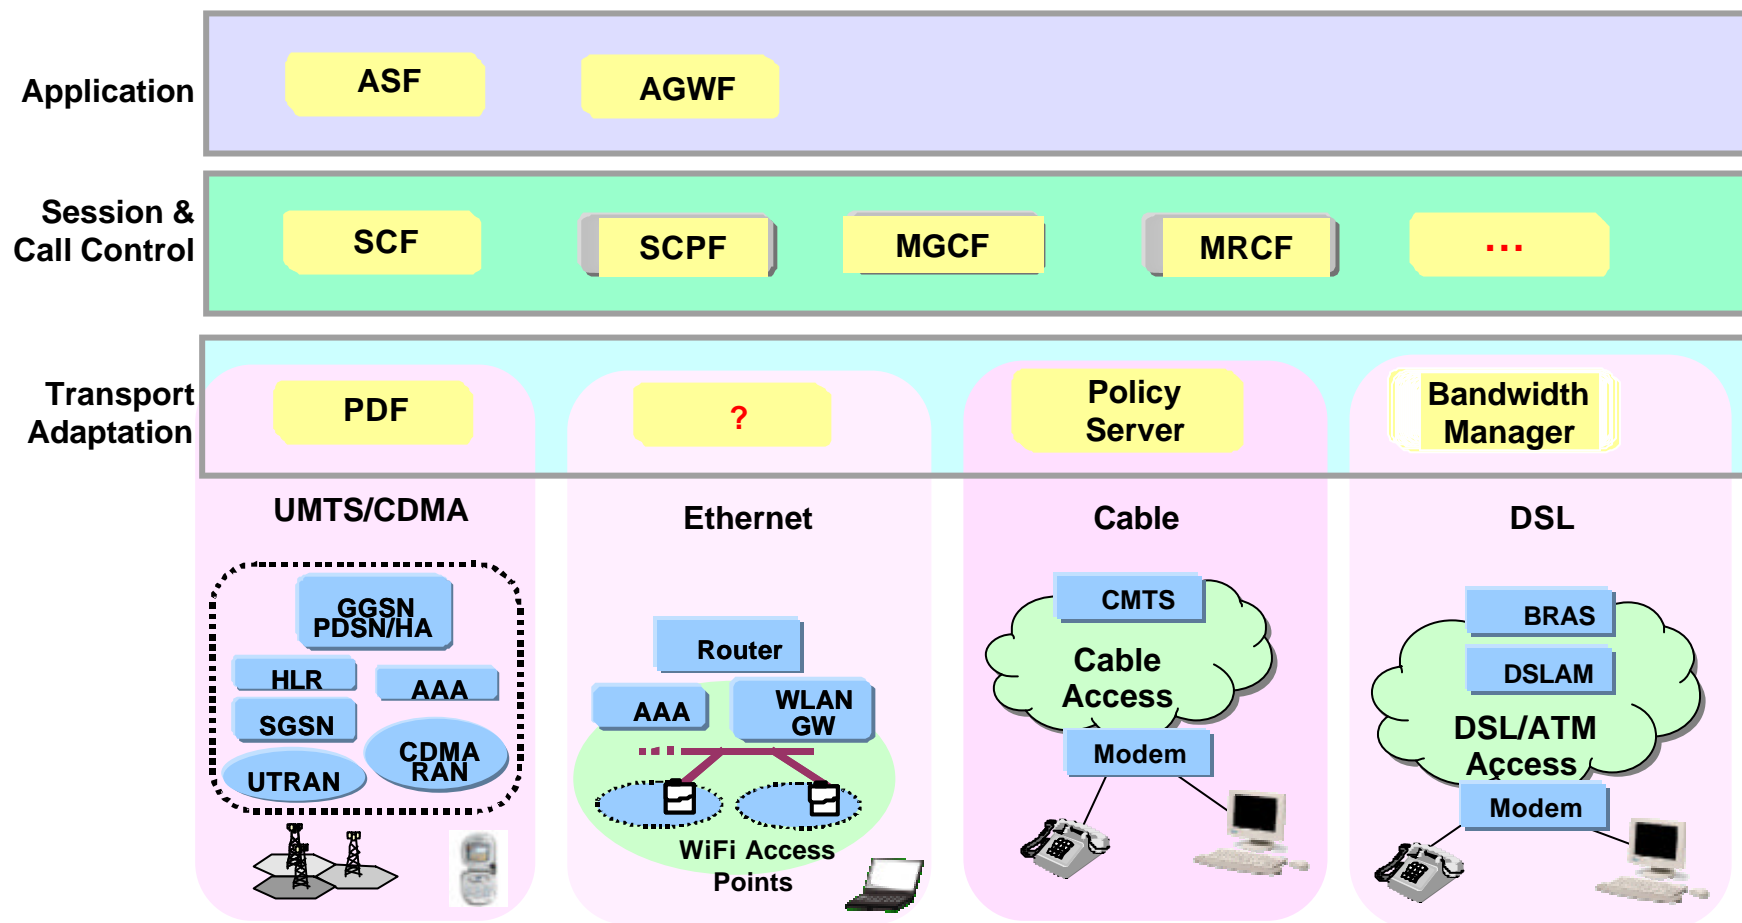 Application
ASF
AGWF
Session &
Call Control
SCF
SCPF
MGCF
MRCF
...
Transport
Adaptation
PDF
?
Policy
Server
Bandwidth
Manager
UMTS/CDMA
Ethernet
Cable
DSL
GGSN
PDSN/HA
HLR
AAA
SGSN
UTRAN
CDMA
RAN
Router
AAA
WLAN
GW
WiFi Access
Points
CMTS
Cable
Access
Modem
BRAS
DSLAM
DSL/ATM
Access
Modem